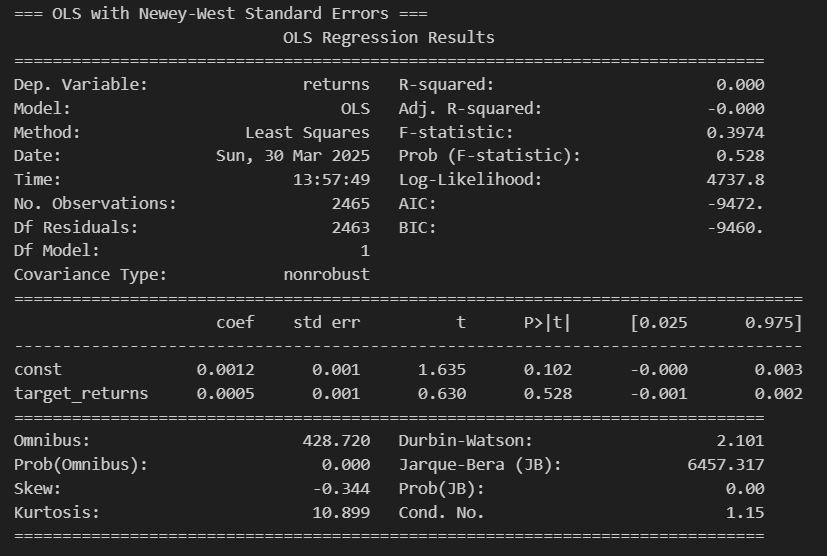 === OLS with Newey-West Standard Errors ===
                            OLS Regression Results
==============================================================================
Dep. Variable:                returns   R-squared:                       0.000
Model:                            OLS   Adj. R-squared:                 -0.000
Method:                 Least Squares   F-statistic:                    0.3974
Date:                Sun, 30 Mar 2025   Prob (F-statistic):              0.528
Time:                        13:57:49   Log-Likelihood:                 4737.8
No. Observations:                2465   AIC:                            -9472.
Df Residuals:                    2463   BIC:                            -9460.
Df Model:                           1
Covariance Type:            nonrobust
==================================================================================
                     coef    std err          t      P>|t|      [0.025      0.975]
----------------------------------------------------------------------------------
const              0.0012      0.001      1.635      0.102      -0.000       0.003
target_returns     0.0005      0.001      0.630      0.528      -0.001       0.002
==============================================================================
Omnibus:                      428.720   Durbin-Watson:                   2.101
Prob(Omnibus):                  0.000   Jarque-Bera (JB):             6457.317
Skew:                          -0.344   Prob(JB):                         0.00
Kurtosis:                      10.899   Cond. No.                         1.15
==============================================================================